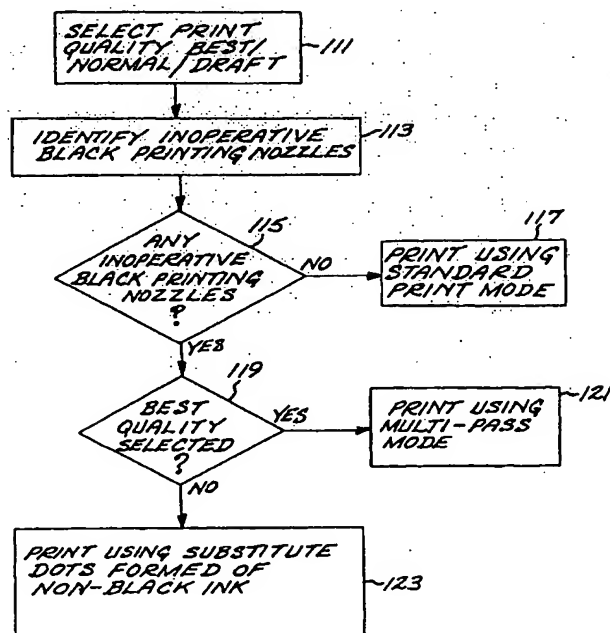 SELECT PRINT
QUALITY BEST/
NORMAL/DRAFT
111
IDENTIFY INOPERATIVE
BLACK PRINTING NOZZLES
113
ANY
INOPERATIVE
BLACK PRINTING
NOZZLES
?
115
NO
PRINT USING
STANDARD
PRINT MODE
117
YES
BEST
QUALITY
SELECTED
?
119
YES
PRINT USING
MULTI-PASS
MODE
121
NO
PRINT USING SUBSTITUTE
DOTS FORMED OF
NON-BLACK INK
123